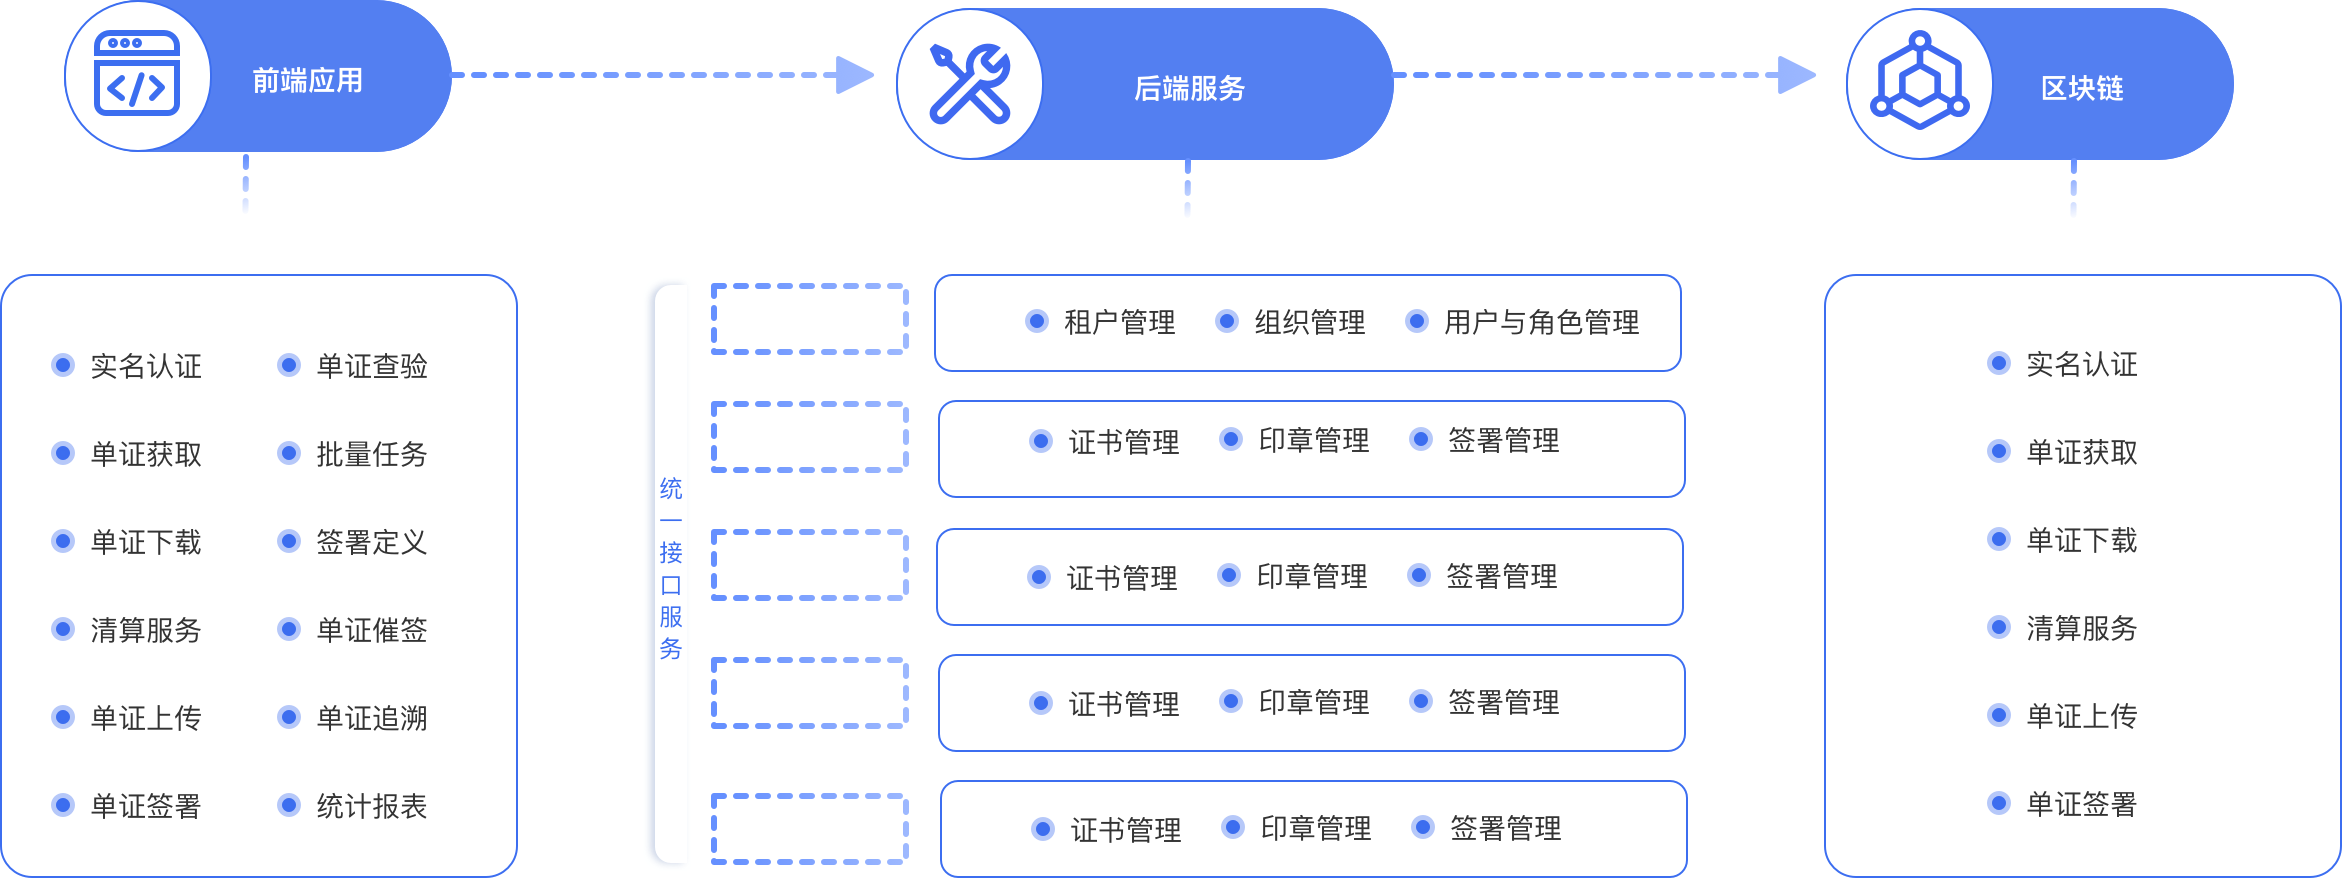 前端应用
后端服务
区块链
实名认证
单证查验
单证获取
批量任务
单证下载
签署定义
清算服务
单证催签
单证上传
单证追溯
单证签署
统计报表
统一接口服务
租户管理
组织管理
用户与角色管理
证书管理
印章管理
签署管理
证书管理
印章管理
签署管理
证书管理
印章管理
签署管理
证书管理
印章管理
签署管理
实名认证
单证获取
单证下载
清算服务
单证上传
单证签署